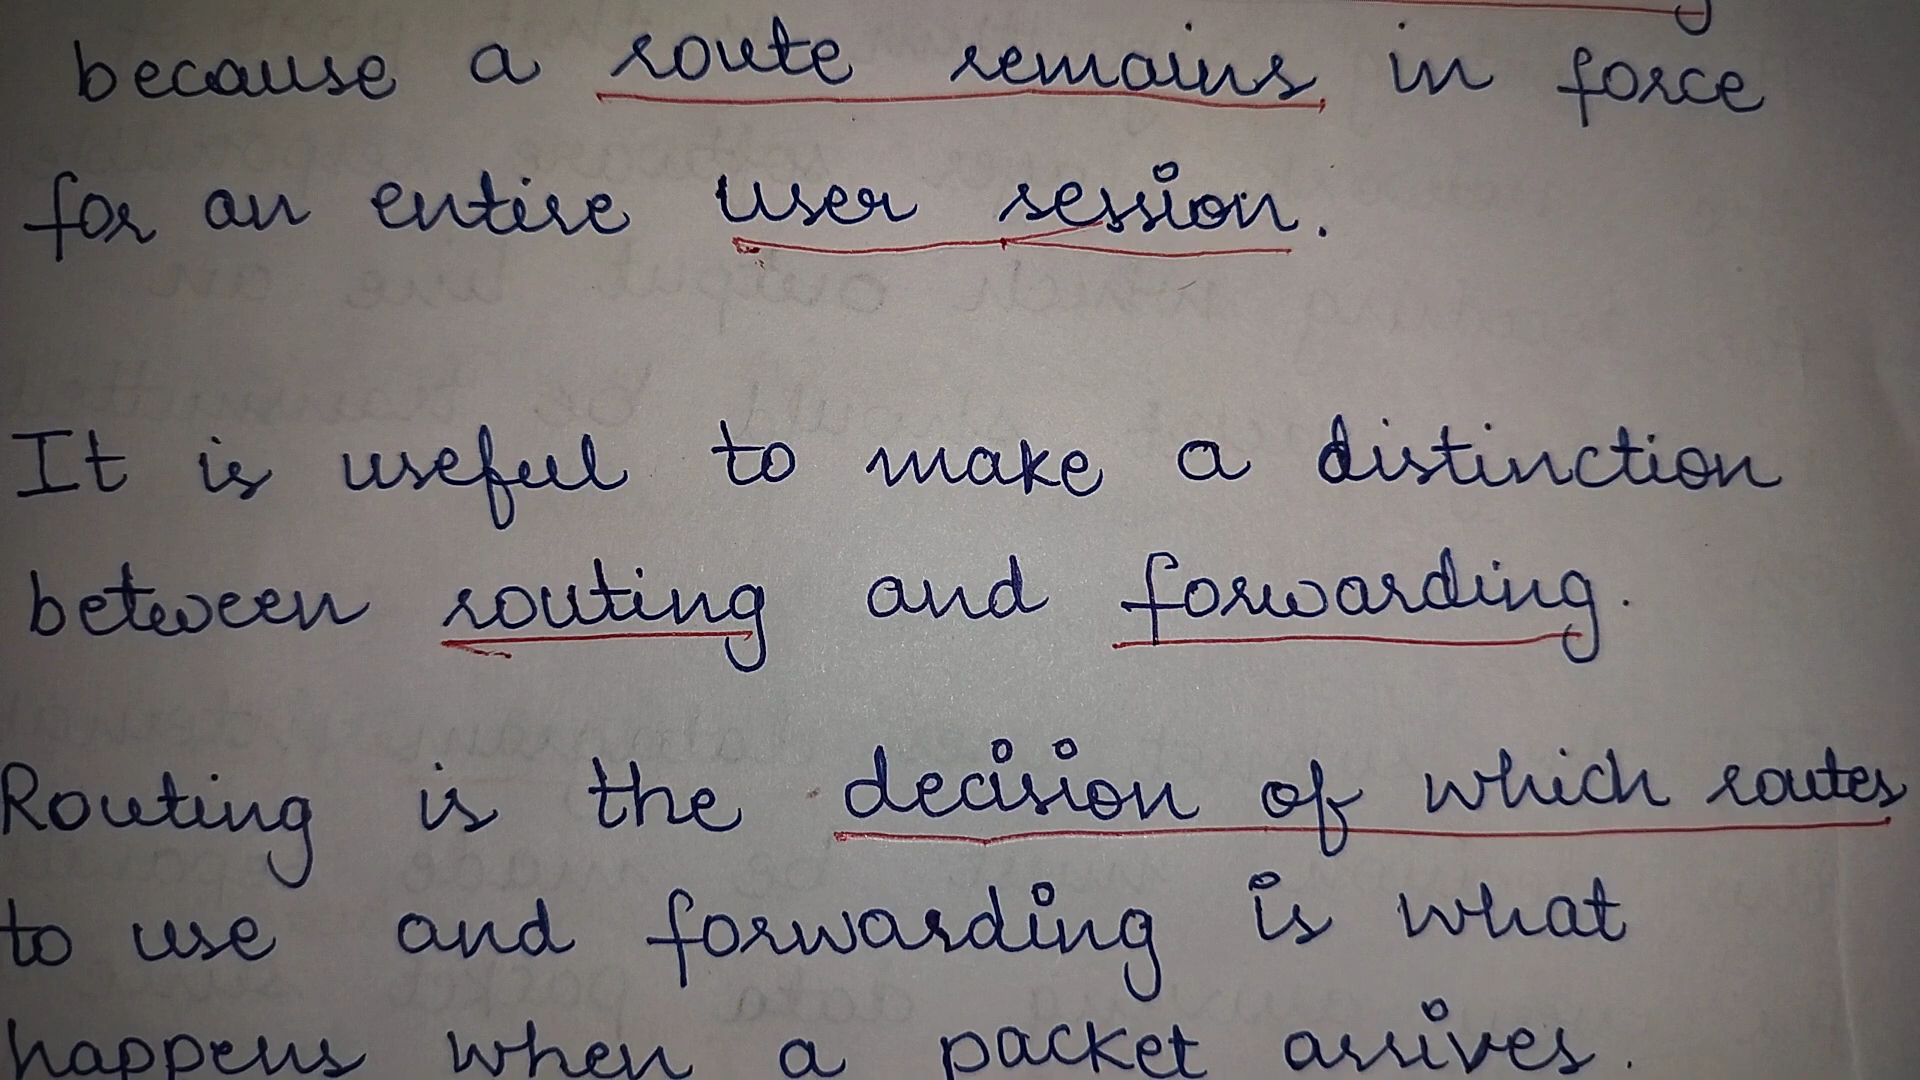 because a route remains in force
for an entire user session.
It is useful to make a distinction
between routing and forwarding.
Routing is the decision of which routes
to use and forwarding is what
happens when a packet arrives.